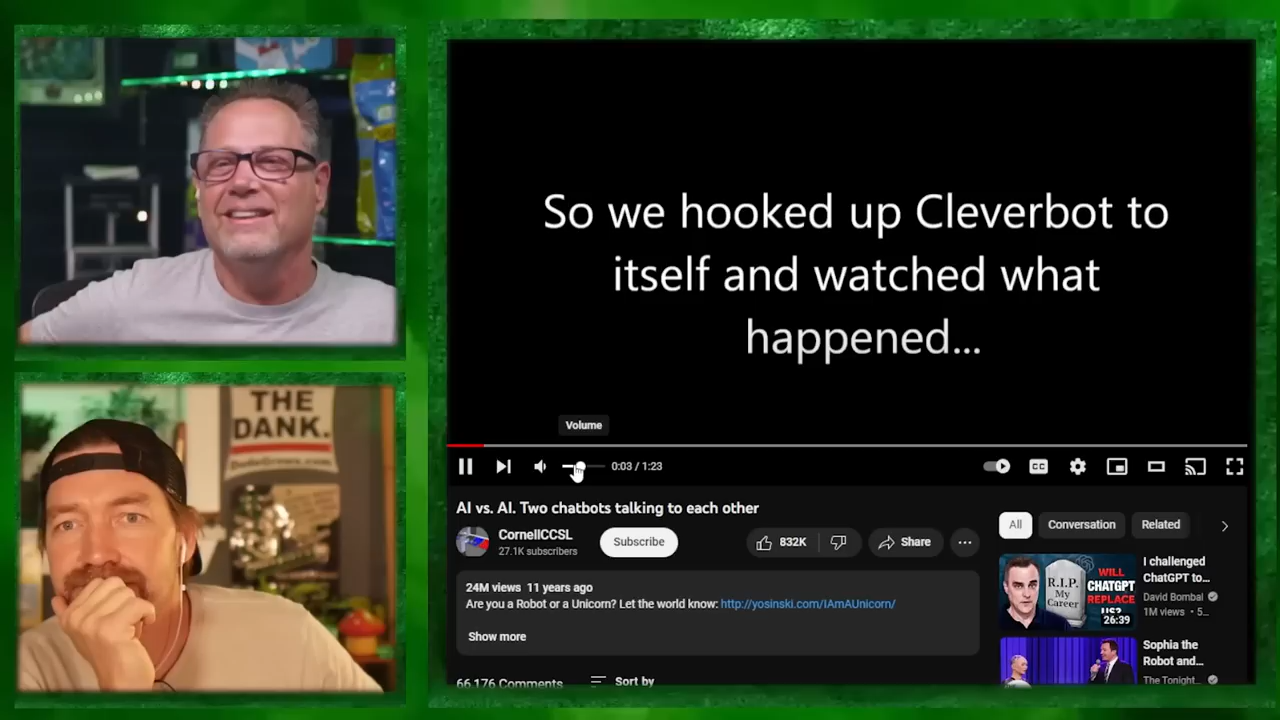 So we hooked up Cleverbot to
itself and watched what
happened...
Volume
0:03 / 1:23
CC
AI vs. AI. Two chatbots talking to each other
CornellCCSL
27.1K subscribers
Subscribe
832K
Share
24M views 11 years ago
Are you a Robot or a Unicorn? Let the world know: http://yosinski.com/IAmAUnicorn/
Show more
66,176 Comments
Sort by
All
Conversation
Related
R.I.P.
My
Career
WILL
CHATGPT
REPLACE
US?
26:39
I challenged
ChatGPT to...
David Bombal
1M views • 5...
Sophia the
Robot and...
The Tonight...
THE
DANK.